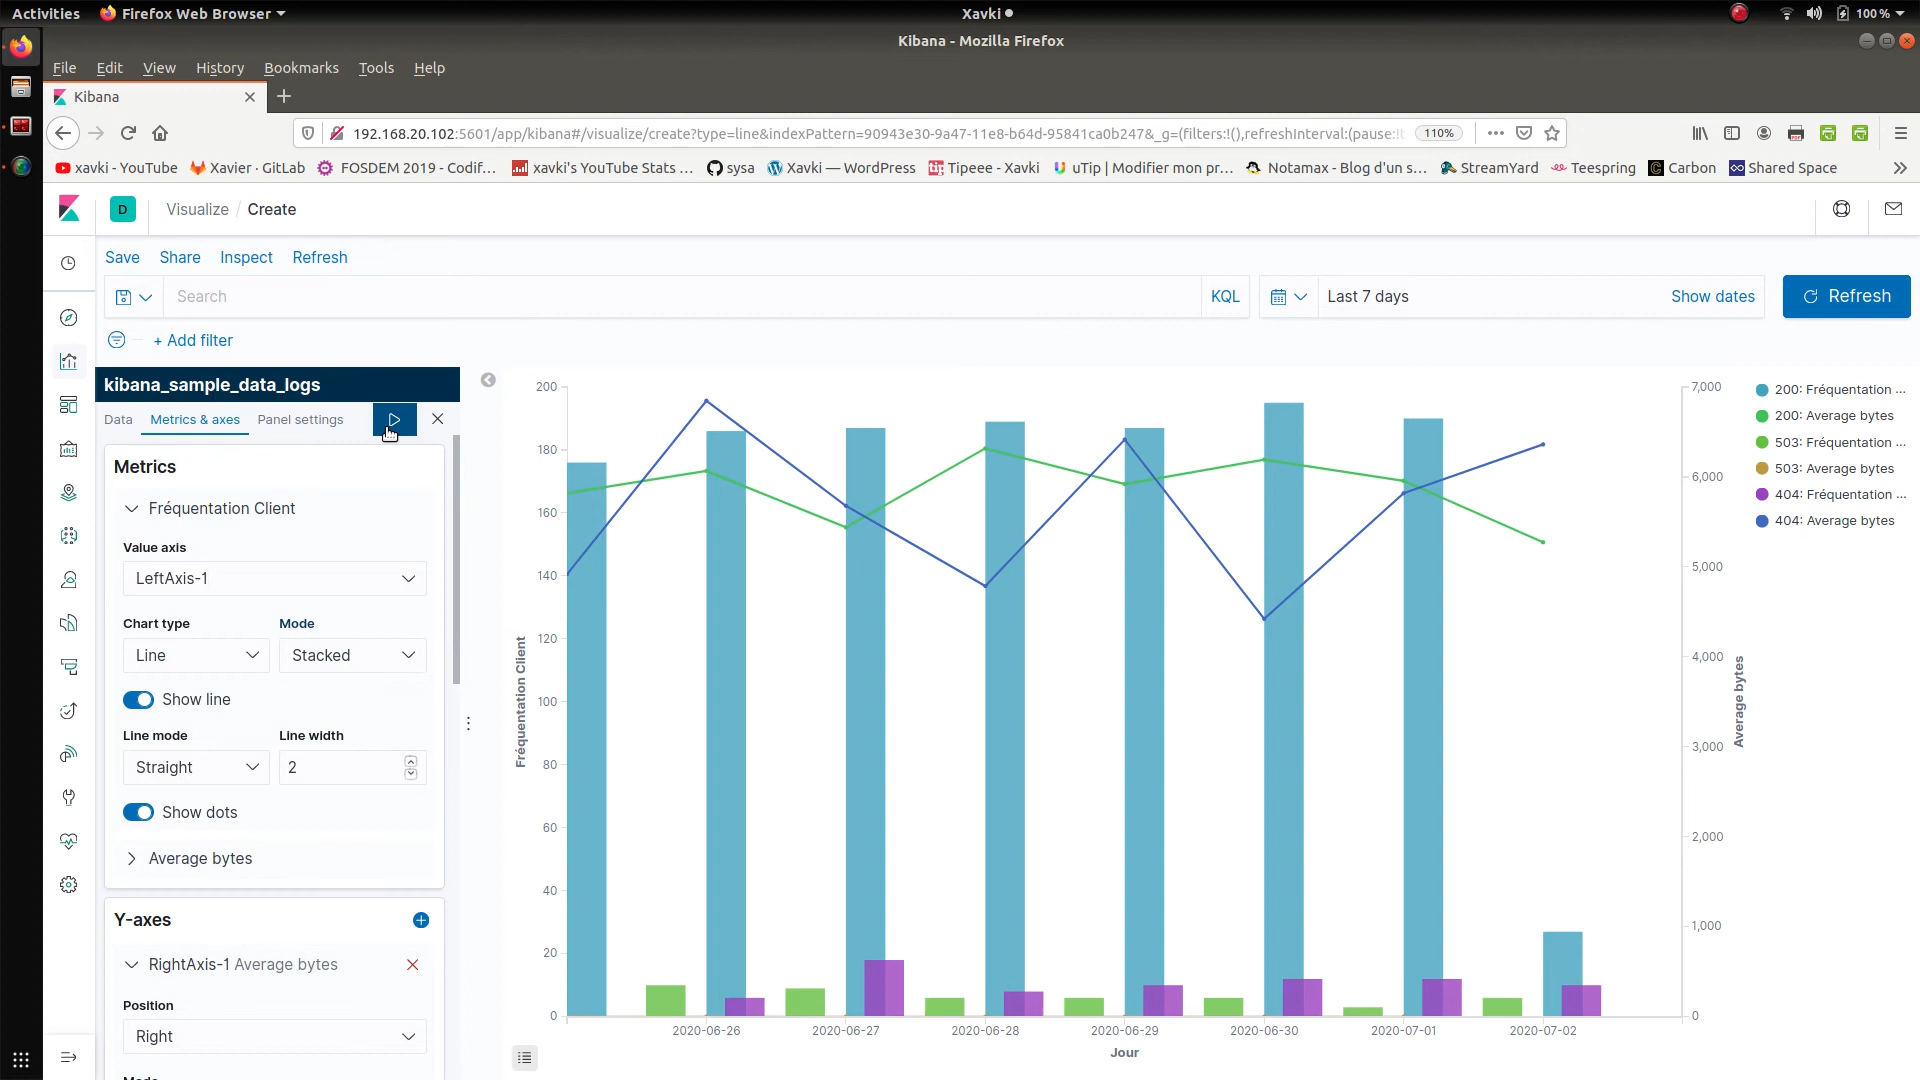 Activities Firefox Web Browser Xavki 100 %
Kibana - Mozilla Firefox
File Edit View History Bookmarks Tools Help
Kibana
192.168.20.102:5601/app/kibana#/visualize/create?type=line&indexPattern=90943e30-9a47-11e8-b64d-95841ca0b247&_g=(filters:!(),refreshInterval:(pause:! 110%
xavki - YouTube Xavier · GitLab FOSDEM 2019 - Codif... xavki's YouTube Stats ... sysa Xavki — WordPress Tipeee - Xavki uTip | Modifier mon pr... Notamax - Blog d'un s... StreamYard Teespring Carbon Shared Space
D Visualize / Create
Save Share Inspect Refresh
Search KQL Last 7 days Show dates Refresh
+ Add filter
kibana_sample_data_logs
Data Metrics & axes Panel settings
Metrics
Fréquentation Client
Value axis
LeftAxis-1
Chart type Mode
Line Stacked
Show line
Line mode Line width
Straight 2
Show dots
Average bytes
Y-axes
RightAxis-1 Average bytes
Position
Right
Mode
200
180
160
140
120
100
80
60
40
20
0
Fréquentation Client
2020-06-26 2020-06-27 2020-06-28 2020-06-29 2020-06-30 2020-07-01 2020-07-02
Jour
7,000
6,000
5,000
4,000
3,000
2,000
1,000
0
Average bytes
200: Fréquentation ...
200: Average bytes
503: Fréquentation ...
503: Average bytes
404: Fréquentation ...
404: Average bytes